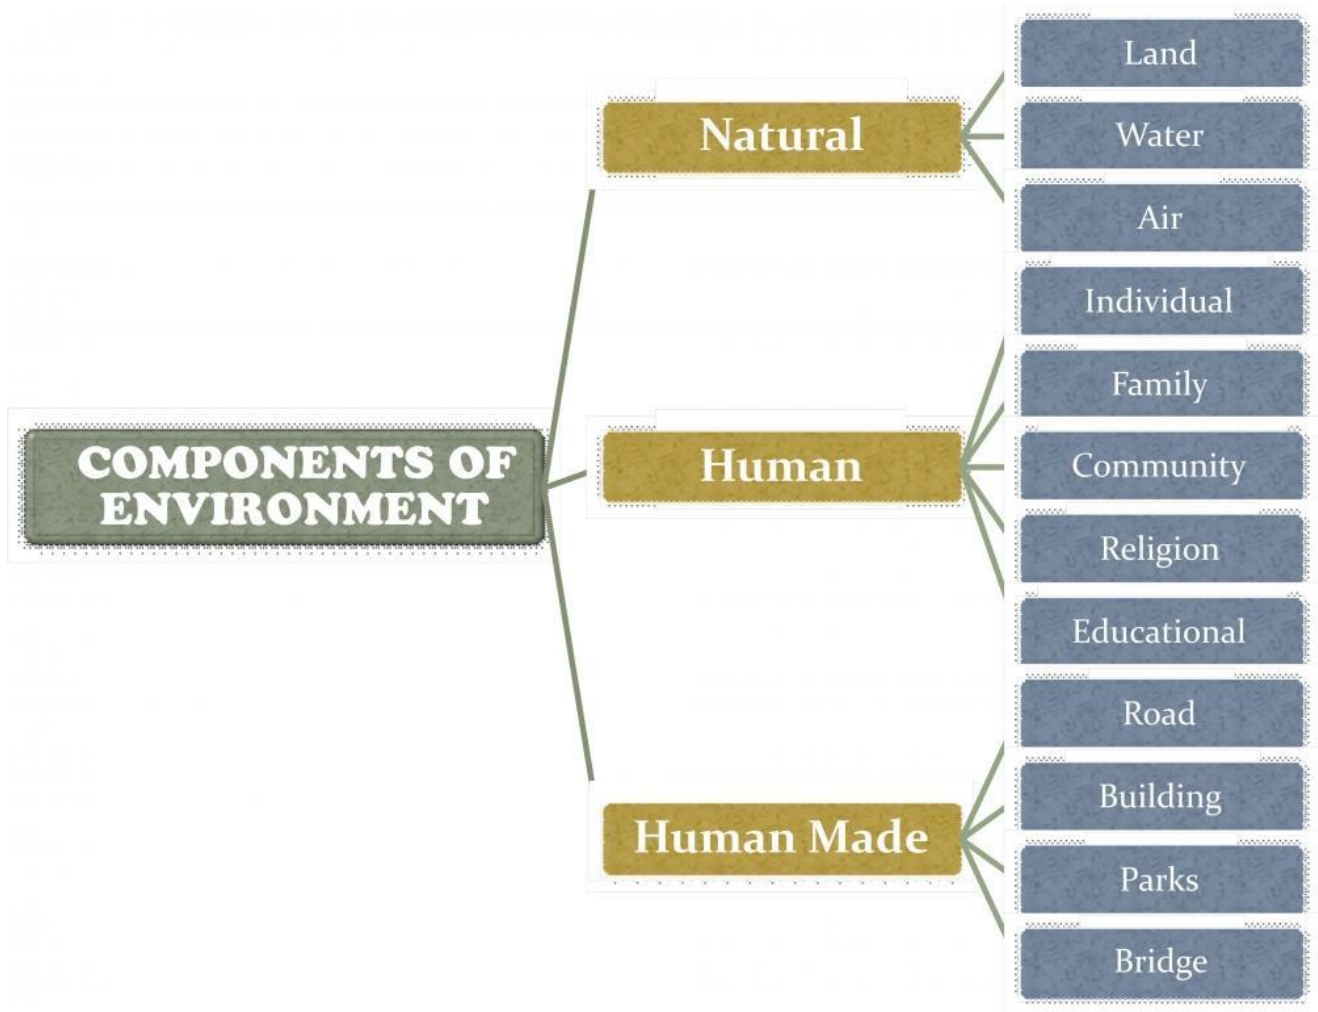 COMPONENTS OF
ENVIRONMENT
Natural
Land
Water
Air
Human
Individual
Family
Community
Religion
Educational
Human Made
Road
Building
Parks
Bridge